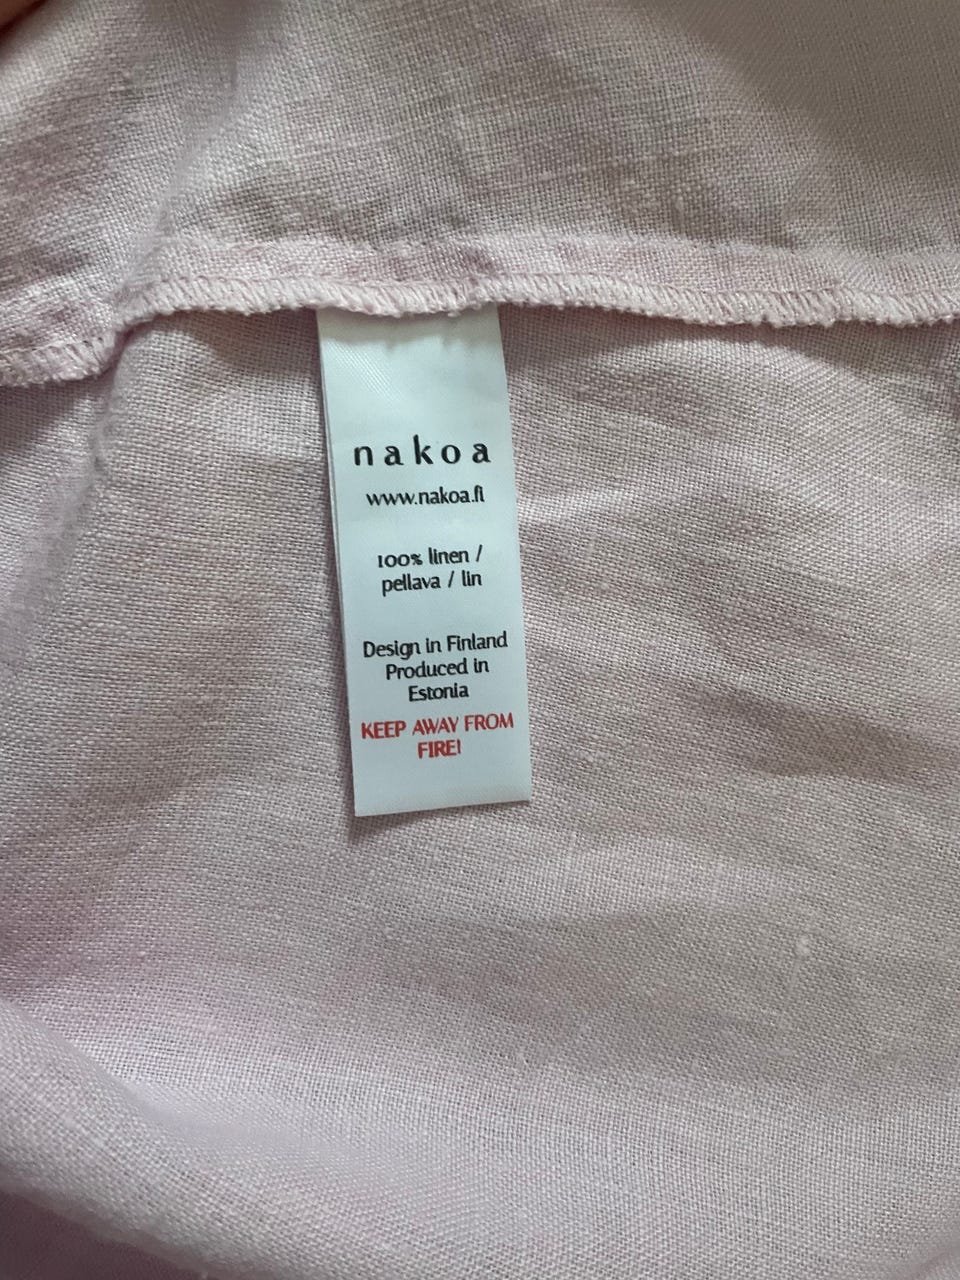 nakoa
www.nakoa.fi
100% linen /
pellava / lin
Design in Finland
Produced in
Estonia
KEEP AWAY FROM
FIRE!